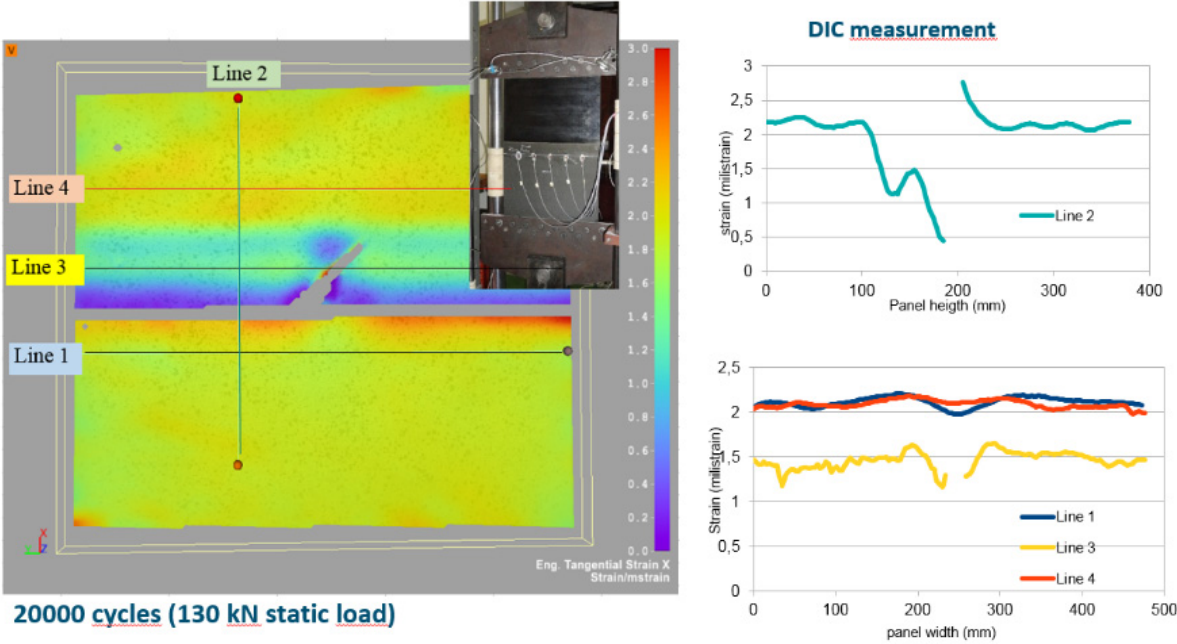 DIC measurement
V
Line 2
Line 4
Line 3
Line 1
3.0
2.8
2.6
2.4
2.2
2.0
1.8
1.6
1.4
1.2
1.0
0.8
0.6
0.4
0.2
0.0
X
Z
Eng. Tangential Strain X
Strain/mstrain
20000 cycles (130 kN static load)
3
2,5
2
1,5
1
0,5
0
strain (milistrain)
Line 2
0
100
200
300
400
Panel heigth (mm)
2,5
2
1,5
1
0,5
0
Strain (milistrain)
Line 1
Line 3
Line 4
0
100
200
300
400
500
panel width (mm)